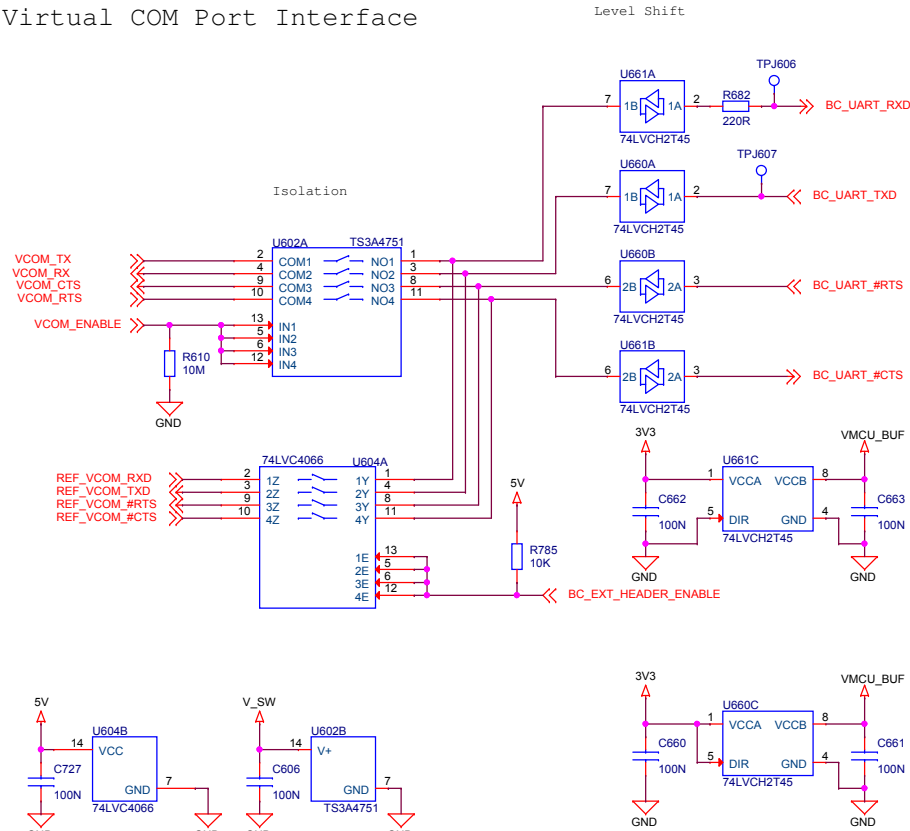 Virtual COM Port Interface
Level Shift
TPJ606
U661A
7 1B 1A 2
R682
220R
BC_UART_RXD
74LVCH2T45
TPJ607
U660A
7 1B 1A 2
BC_UART_TXD
74LVCH2T45
Isolation
U602A TS3A4751
VCOM_TX 2 COM1 NO1 1
VCOM_RX 4 COM2 NO2 3
VCOM_CTS 9 COM3 NO3 8
VCOM_RTS 10 COM4 NO4 11
VCOM_ENABLE 13 IN1
5 IN2
6 IN3
12 IN4
R610
10M
GND
U660B
6 2B 2A 3
BC_UART_#RTS
74LVCH2T45
U661B
6 2B 2A 3
BC_UART_#CTS
74LVCH2T45
74LVC4066 U604A
REF_VCOM_RXD 2 1Z 1Y 1
REF_VCOM_TXD 3 2Z 2Y 4
REF_VCOM_#RTS 9 3Z 3Y 8
REF_VCOM_#CTS 10 4Z 4Y 11
1E 13
2E 5
3E 6
4E 12
5V
R785
10K
BC_EXT_HEADER_ENABLE
3V3 VMCU_BUF
U661C
1 VCCA VCCB 8
C662
100N
C663
100N
5 DIR GND 4
74LVCH2T45
GND GND
5V
U604B
14 VCC
C727
100N
GND 7
74LVC4066
V_SW
U602B
14 V+
C606
100N
GND 7
TS3A4751
3V3 VMCU_BUF
U660C
1 VCCA VCCB 8
C660
100N
C661
100N
5 DIR GND 4
74LVCH2T45
GND GND